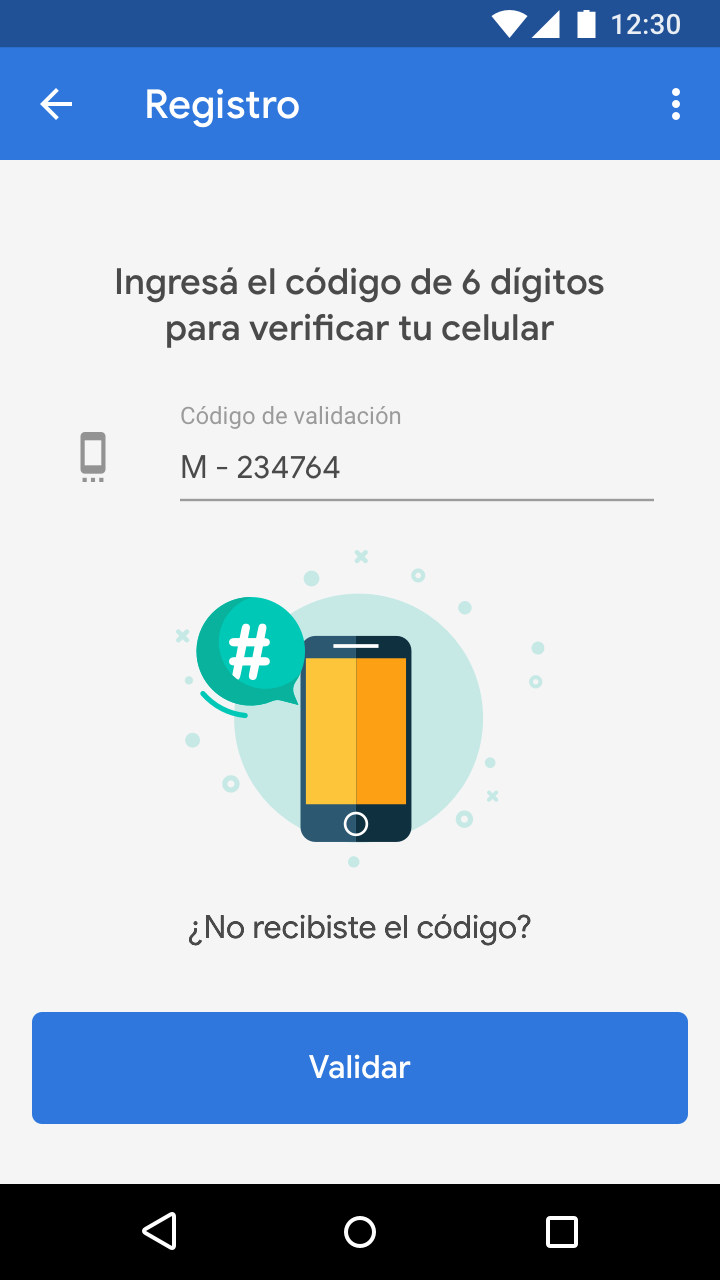 12:30
Registro
Ingresá el código de 6 dígitos
para verificar tu celular
Código de validación
M - 234764
#
¿No recibiste el código?
Validar